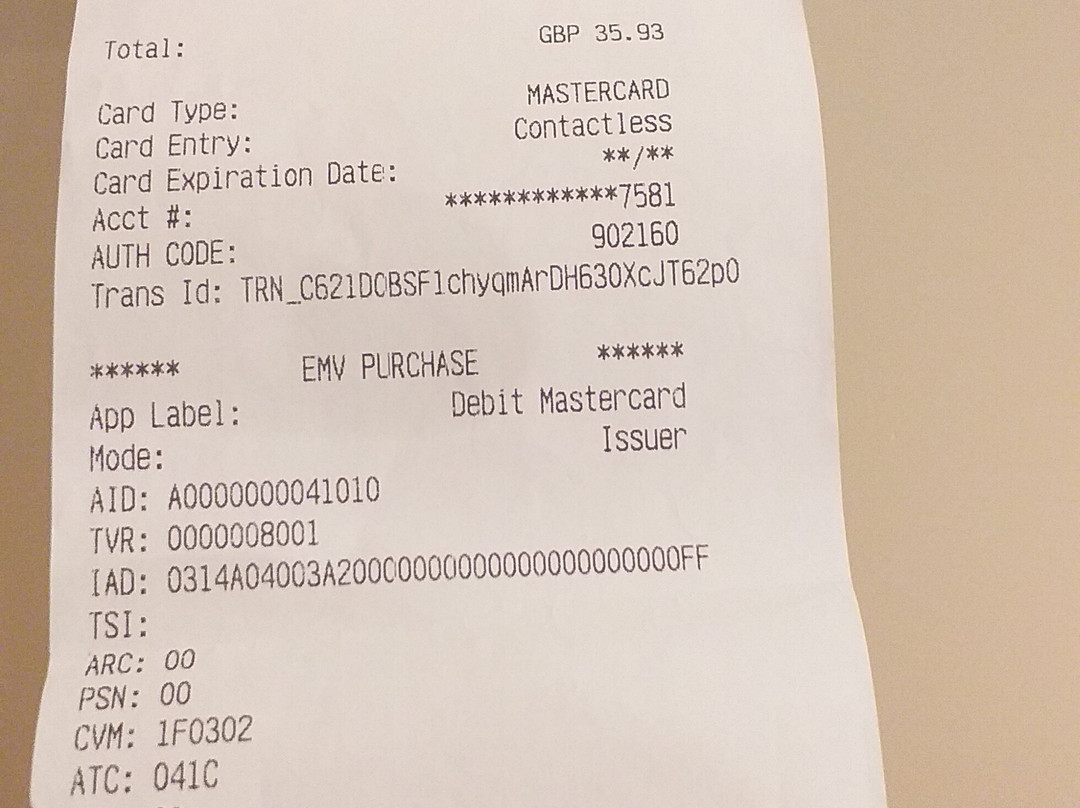 Total: GBP 35.93
Card Type: MASTERCARD
Card Entry: Contactless
Card Expiration Date: **/**
Acct #: ************7581
AUTH CODE: 902160
Trans Id: TRN_C621DOBSF1chyqmArDH630XcJT62pO
****** EMV PURCHASE ******
App Label: Debit Mastercard
Mode: Issuer
AID: A0000000041010
TVR: 0000008001
IAD: 0314A04003A2000000000000000000000000FF
TSI:
ARC: 00
PSN: 00
CVM: 1F0302
ATC: 041C